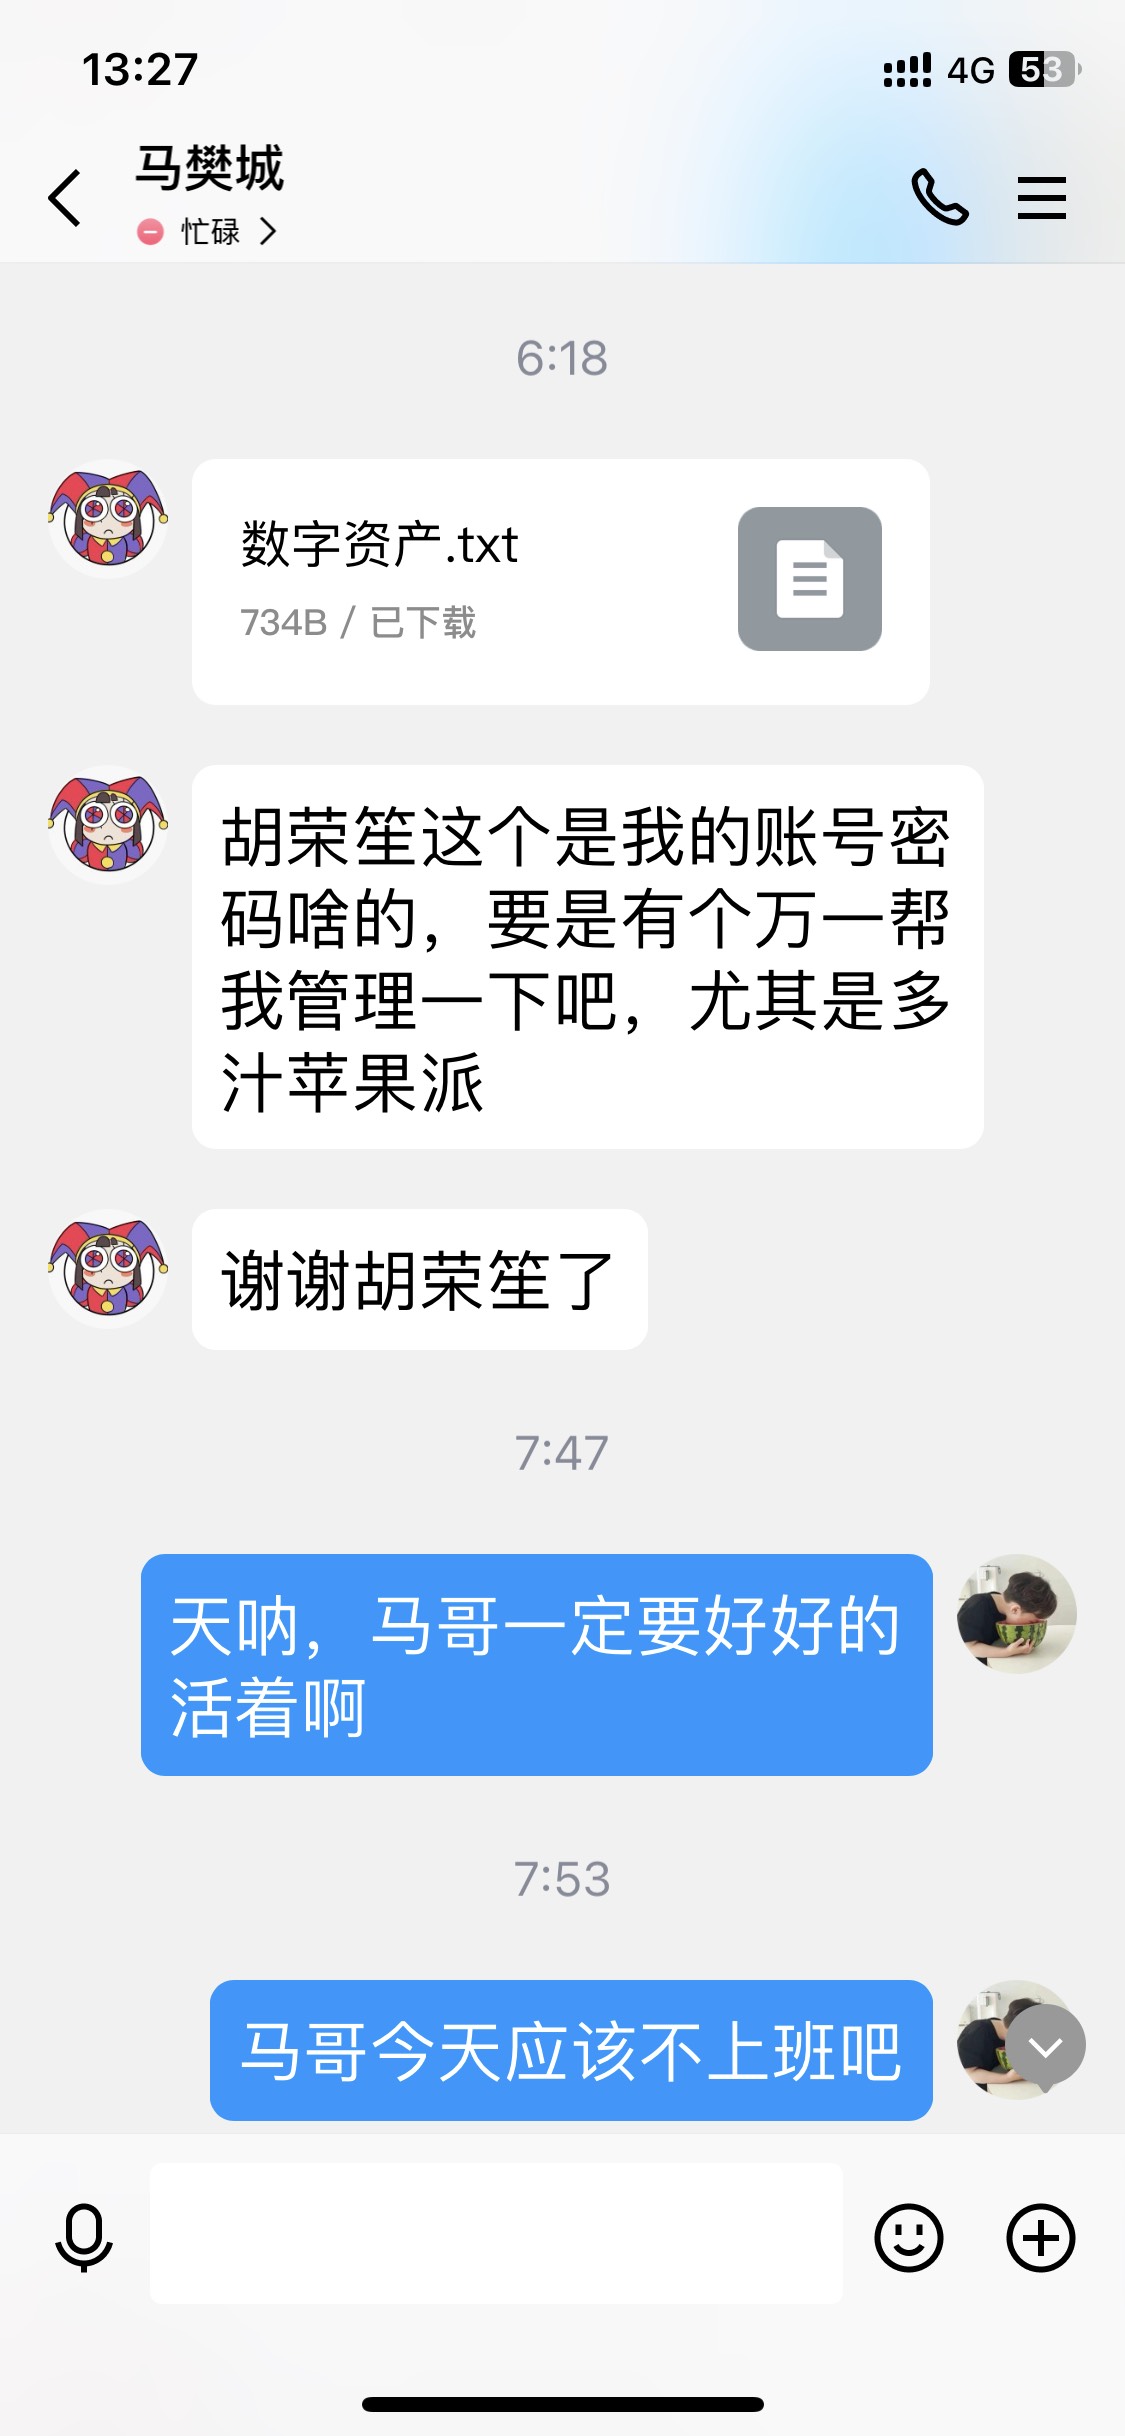 13:27
4G 53
马樊城
忙碌
6:18
数字资产.txt
734B / 已下载
胡荣笙这个是我的账号密
码啥的，要是有个万一帮
我管理一下吧，尤其是多
汁苹果派
谢谢胡荣笙了
7:47
天呐，马哥一定要好好的
活着啊
7:53
马哥今天应该不上班吧